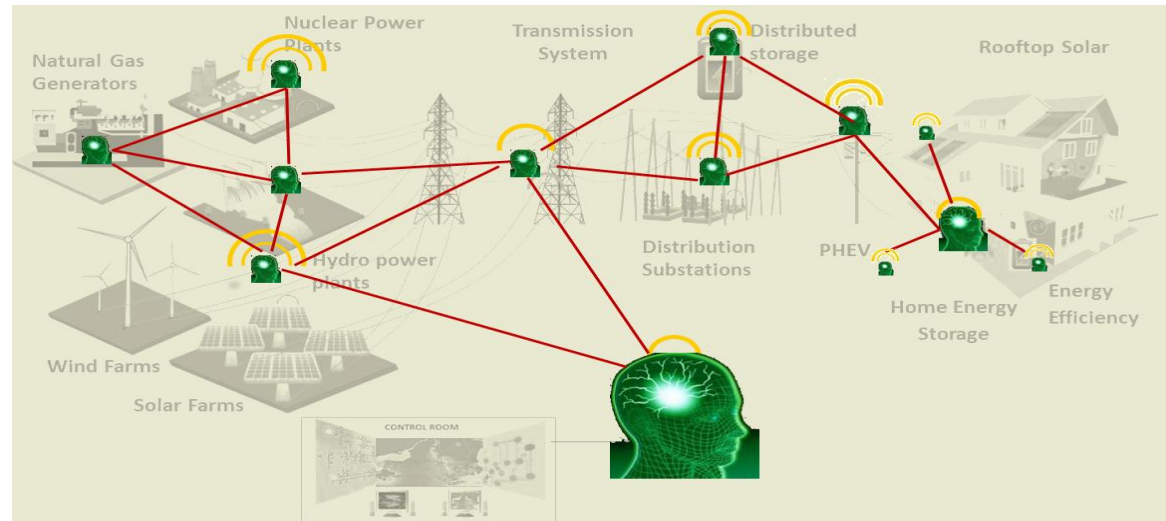 Nuclear Power
Plants
Natural Gas
Generators
Transmission
System
Distributed
storage
Rooftop Solar
Hydro power
plants
Distribution
Substations
PHEV
Home Energy
Storage
Energy
Efficiency
Wind Farms
Solar Farms
CONTROL ROOM